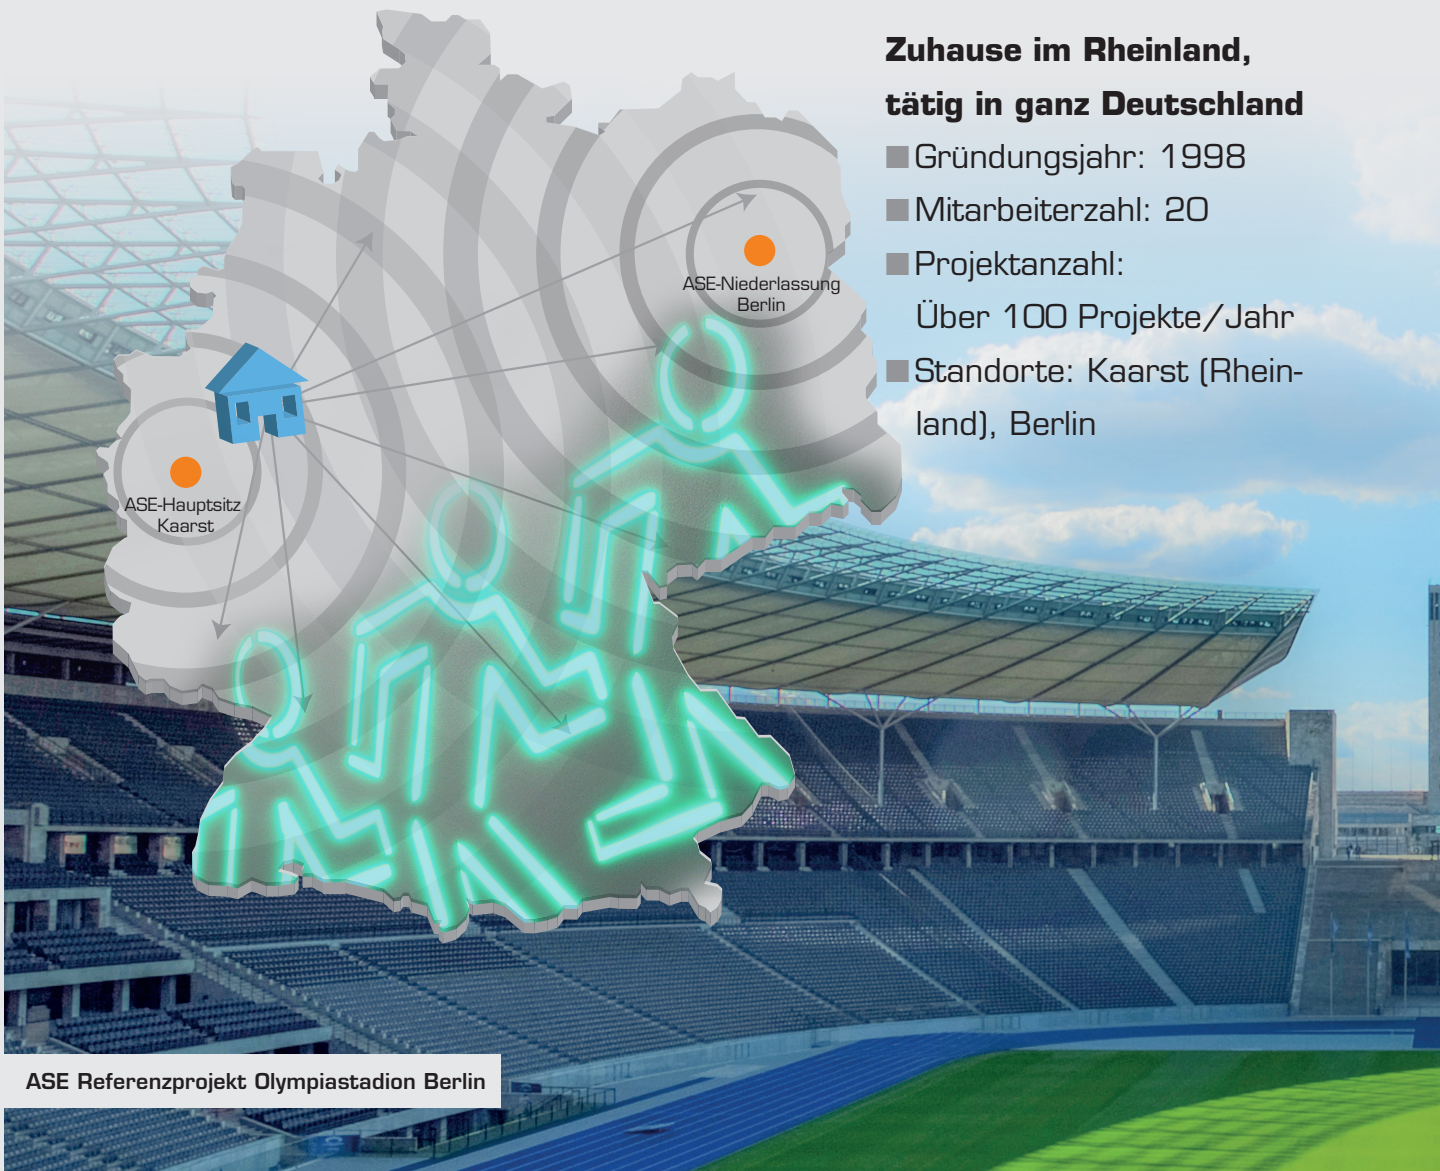 Zuhause im Rheinland,
tätig in ganz Deutschland
Gründungsjahr: 1998
Mitarbeiterzahl: 20
Projektanzahl:
Über 100 Projekte/Jahr
Standorte: Kaarst (Rhein-
land), Berlin
ASE-Niederlassung
Berlin
ASE-Hauptsitz
Kaarst
ASE Referenzprojekt Olympiastadion Berlin